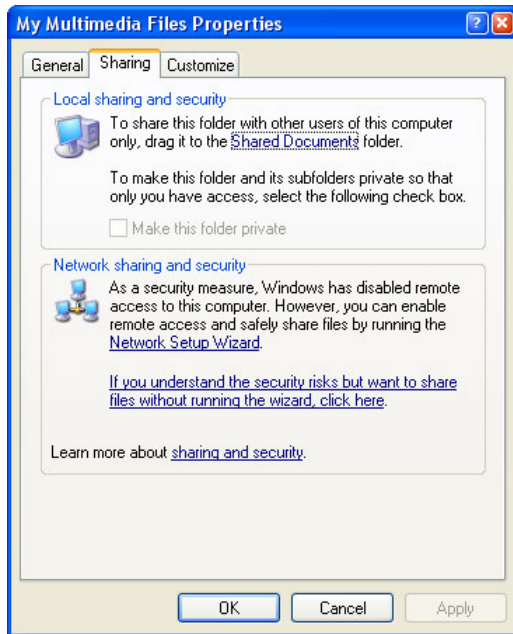 My Multimedia Files Properties
General Sharing Customize
Local sharing and security
To share this folder with other users of this computer
only, drag it to the Shared Documents folder.
To make this folder and its subfolders private so that
only you have access, select the following check box.
Make this folder private
Network sharing and security
As a security measure, Windows has disabled remote
access to this computer. However, you can enable
remote access and safely share files by running the
Network Setup Wizard.
If you understand the security risks but want to share
files without running the wizard, click here.
Learn more about sharing and security.
OK Cancel Apply